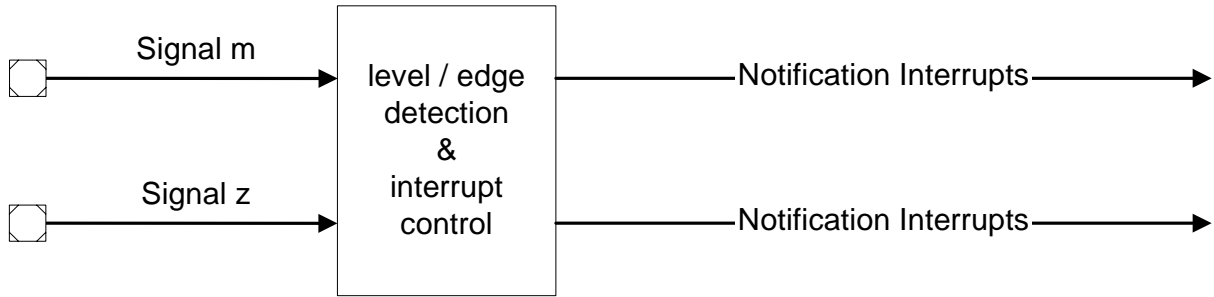 Signal m
level / edge
detection
&
interrupt
control
Notification Interrupts
Signal z
Notification Interrupts